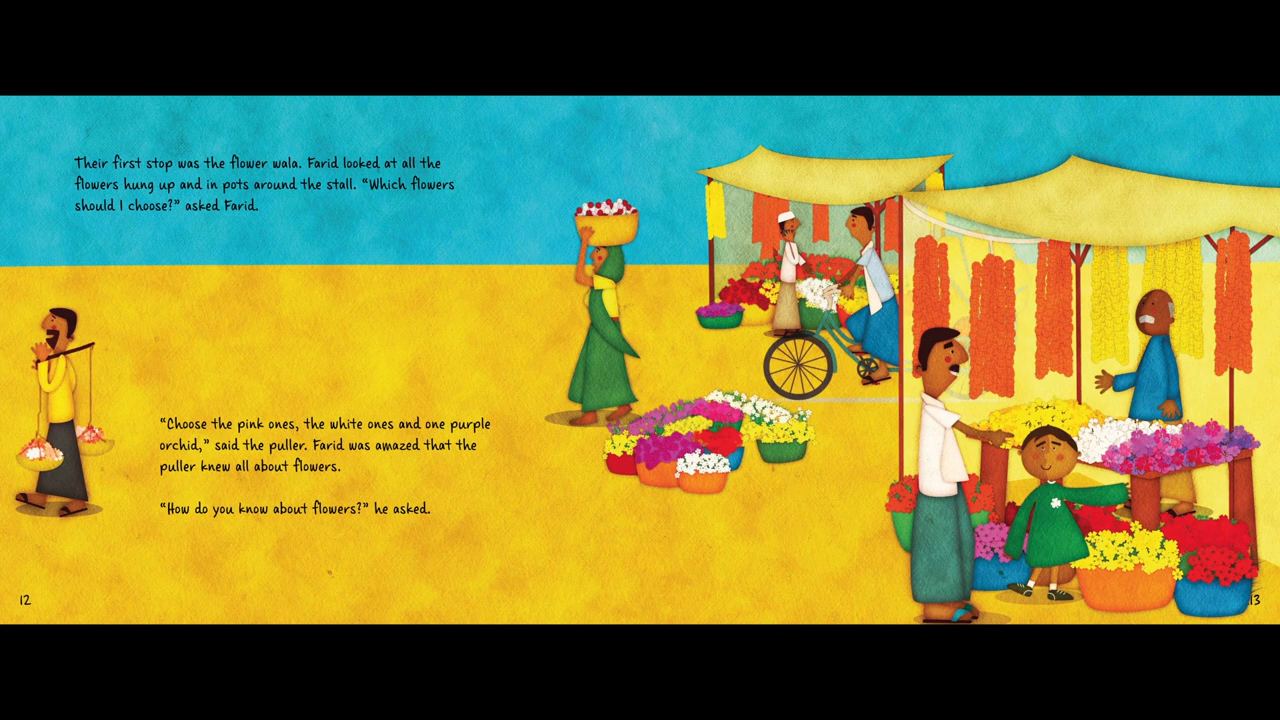 Their first stop was the flower wala. Farid looked at all the
flowers hung up and in pots around the stall. “Which flowers
should I choose?” asked Farid.
“Choose the pink ones, the white ones and one purple
orchid,” said the puller. Farid was amazed that the
puller knew all about flowers.
“How do you know about flowers?” he asked.
12
13